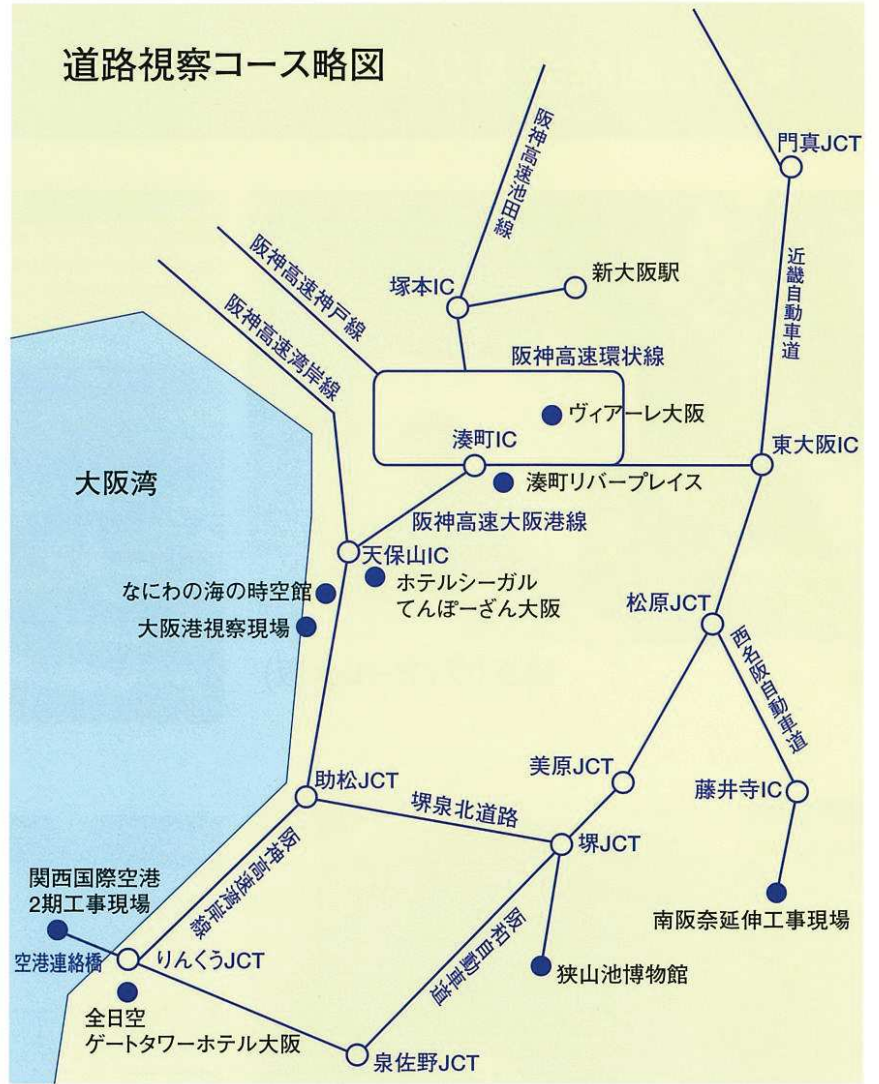 道路視察コース略図
門真JCT
阪神高速池田線
近畿自動車道
阪神高速神戸線
新大阪駅
塚本IC
阪神高速湾岸線
阪神高速環状線
ヴィアーレ大阪
湊町IC
東大阪IC
大阪湾
湊町リバープレイス
阪神高速大阪港線
天保山IC
なにわの海の時空館
ホテルシーガル
てんぽーざん大阪
大阪港視察現場
松原JCT
西名阪自動車道
助松JCT
美原JCT
藤井寺IC
堺泉北道路
堺JCT
阪神高速湾岸線
関西国際空港
2期工事現場
南阪奈延伸工事現場
阪和自動車道
空港連絡橋
りんくうJCT
狭山池博物館
全日空
ゲートタワーホテル大阪
泉佐野JCT